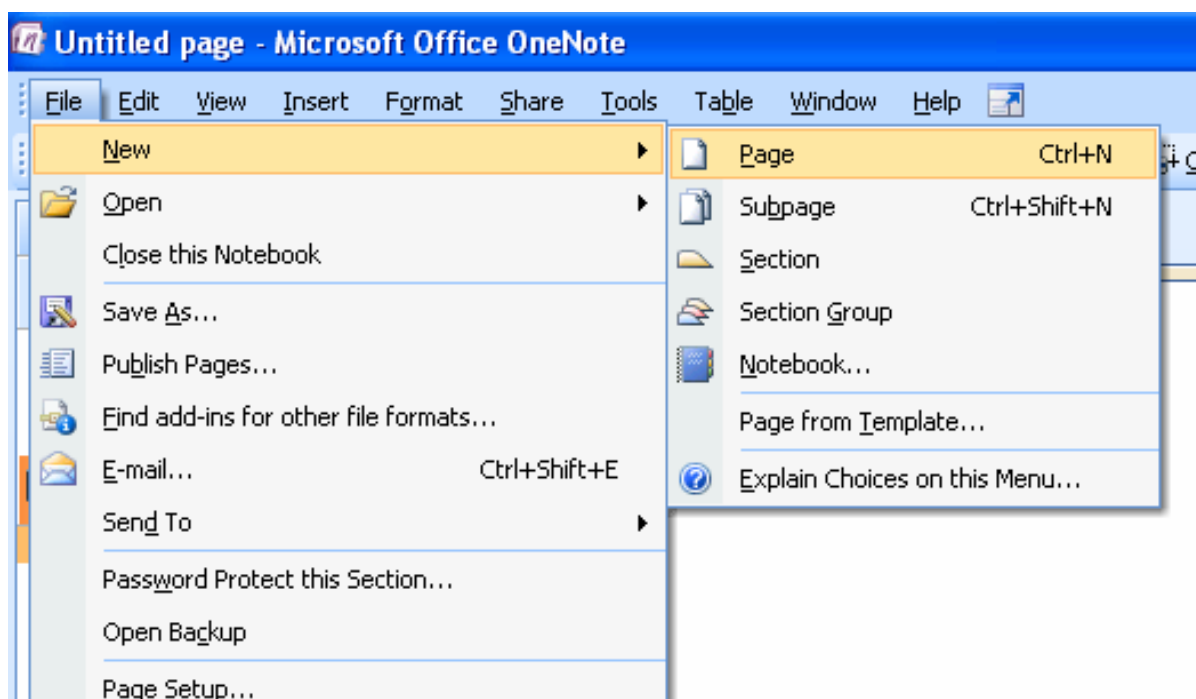 Untitled page - Microsoft Office OneNote
File Edit View Insert Format Share Tools Table Window Help
New
Open
Close this Notebook
Save As...
Publish Pages...
Find add-ins for other file formats...
E-mail... Ctrl+Shift+E
Send To
Password Protect this Section...
Open Backup
Page Setup...
Page Ctrl+N
Subpage Ctrl+Shift+N
Section
Section Group
Notebook...
Page from Template...
Explain Choices on this Menu...